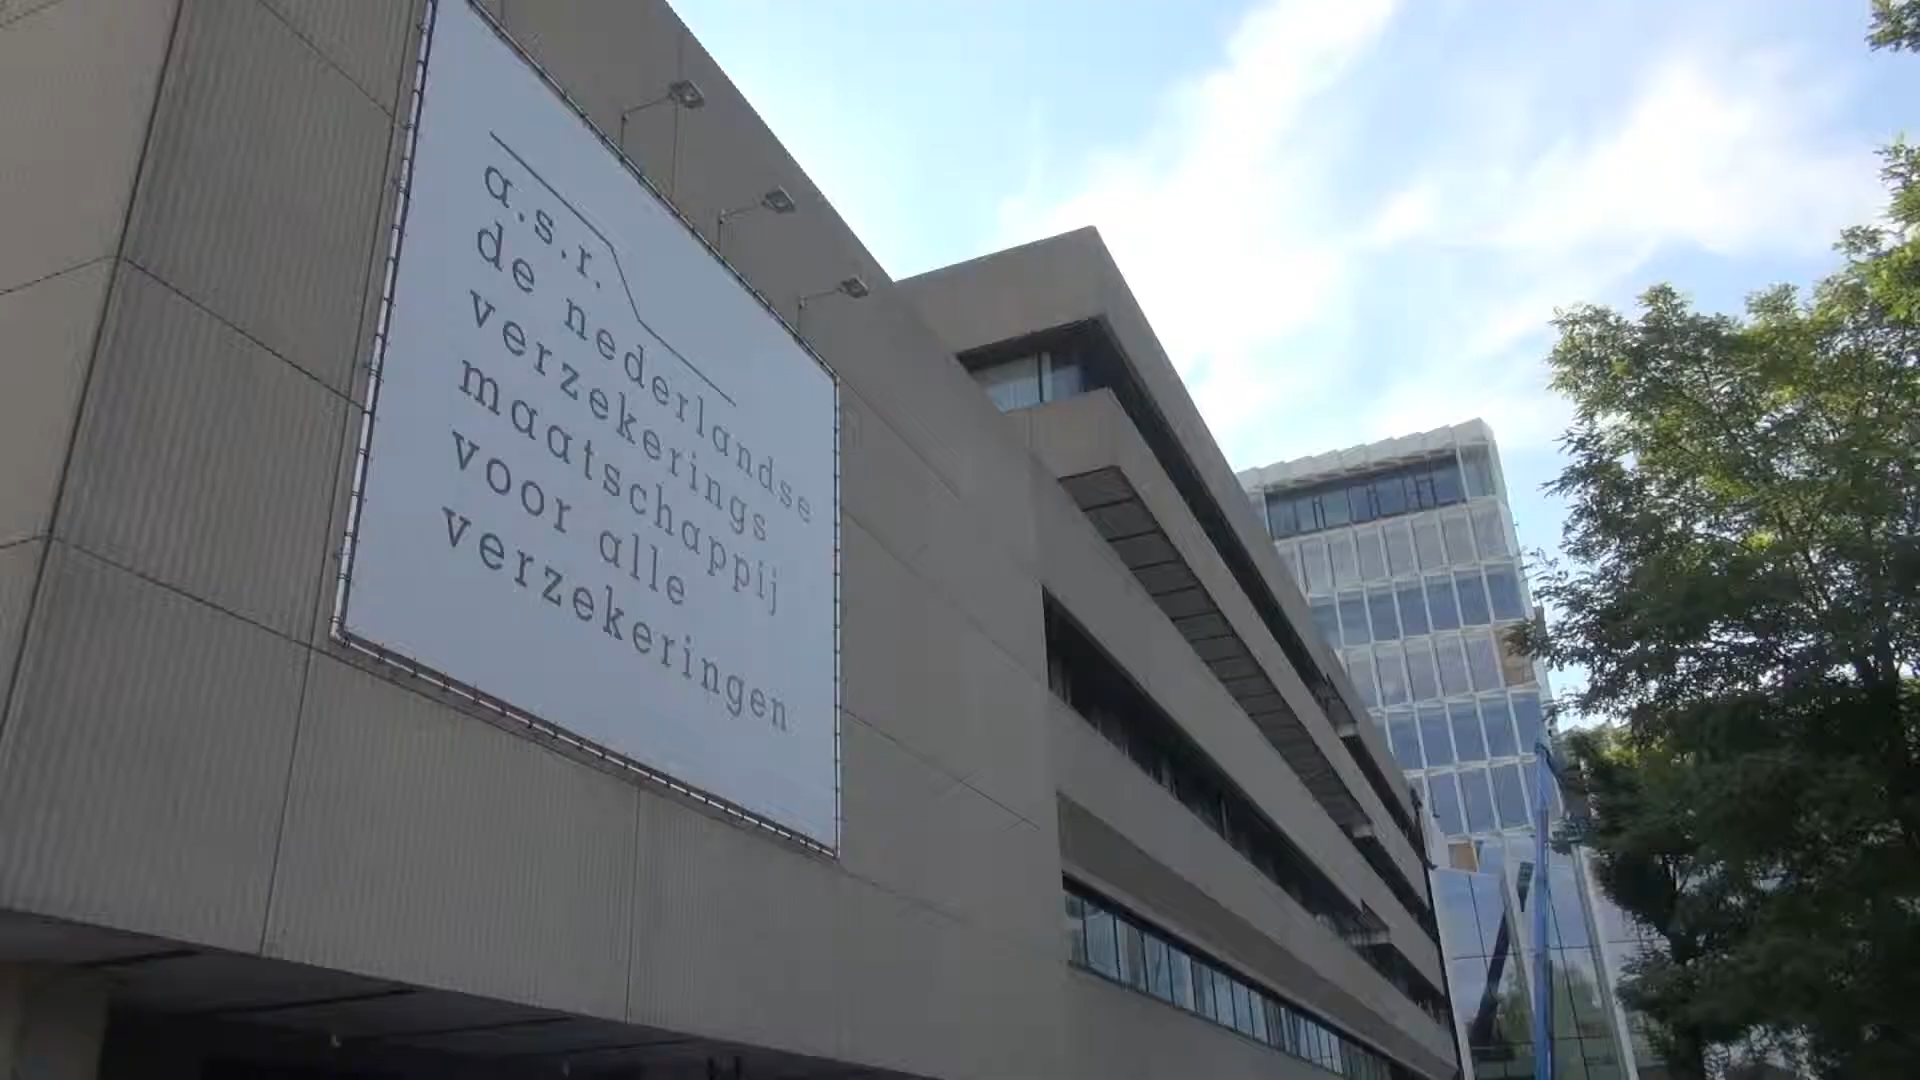 a.s.r.
de nederlandse
verzekerings
maatschappij
voor alle
verzekeringen